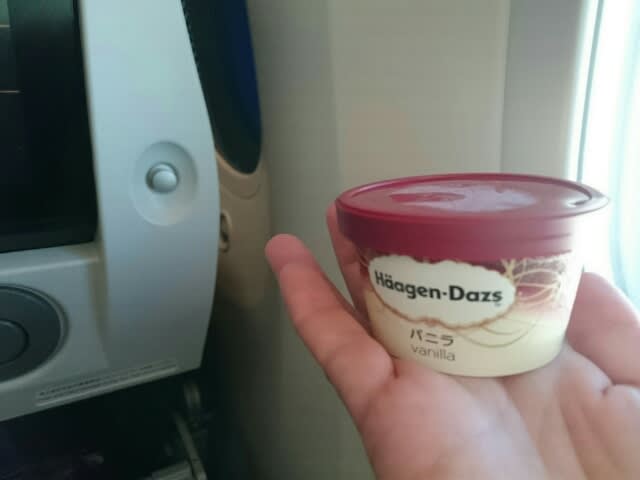 Häagen-Dazs
バニラ
vanilla